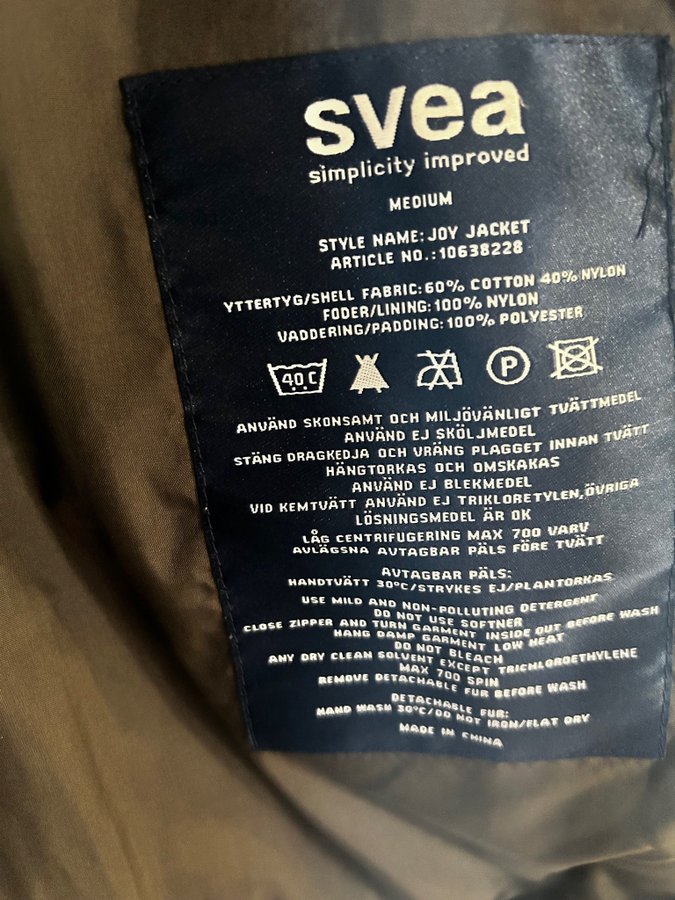 svea
simplicity improved
MEDIUM
STYLE NAME: JOY JACKET
ARTICLE NO.: 10638228
YTTERTYG/SHELL FABRIC: 60% COTTON 40% NYLON
FODER/LINING: 100% NYLON
VADDERING/PADDING: 100% POLYESTER
40 C P
ANVÄND SKONSAMT OCH MILJÖVÄNLIGT TVÄTTMEDEL
ANVÄND EJ SKÖLJMEDEL
STÄNG DRAGKEDJA OCH VRÄNG PLAGGET INNAN TVÄTT
HÄNGTORKAS OCH OMSKAKAS
ANVÄND EJ BLEKMEDEL
VID KEMTVÄTT ANVÄND EJ TRIKLORETYLEN, ÖVRIGA
LÖSNINGSMEDEL ÄR OK
LÅG CENTRIFUGERING MAX 700 VARV
AVLÄGSNA AVTAGBAR PÄLS FÖRE TVÄTT
AVTAGBAR PÄLS:
HANDTVÄTT 30°C/STRYKES EJ/PLANTORKAS
USE MILD AND NON-POLLUTING DETERGENT
DO NOT USE SOFTNER
CLOSE ZIPPER AND TURN GARMENT INSIDE OUT BEFORE WASH
HANG DAMP GARMENT LOW HEAT
DO NOT BLEACH
ANY DRY CLEAN SOLVENT EXCEPT TRICHLOROETHYLENE
MAX 700 SPIN
REMOVE DETACHABLE FUR BEFORE WASH
DETACHABLE FUR:
HAND WASH 30°C/DO NOT IRON/FLAT DRY
MADE IN CHINA